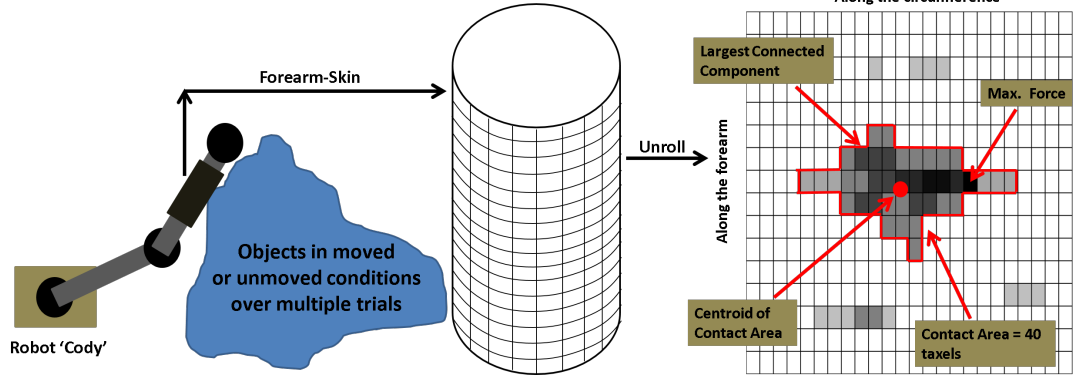 Along the circumference
Largest Connected
Component
Forearm-Skin
Max. Force
Unroll
Along the forearm
Objects in moved
or unmoved conditions
over multiple trials
Centroid of
Contact Area
Contact Area = 40
taxels
Robot ‘Cody’